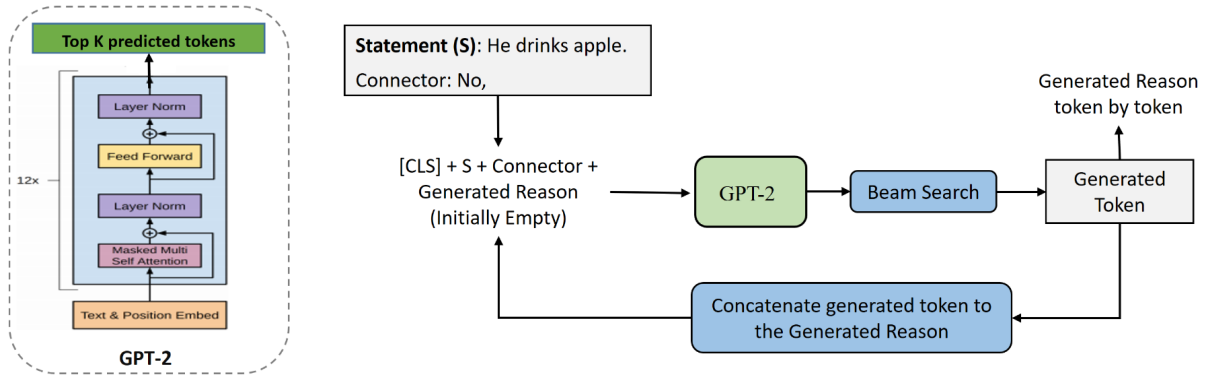 Top K predicted tokens
Layer Norm
Feed Forward
12x
Layer Norm
Masked Multi
Self Attention
Text & Position Embed
GPT-2
Statement (S): He drinks apple.
Connector: No,
[CLS] + S + Connector +
Generated Reason
(Initially Empty)
GPT-2
Beam Search
Generated
Token
Generated Reason
token by token
Concatenate generated token to
the Generated Reason